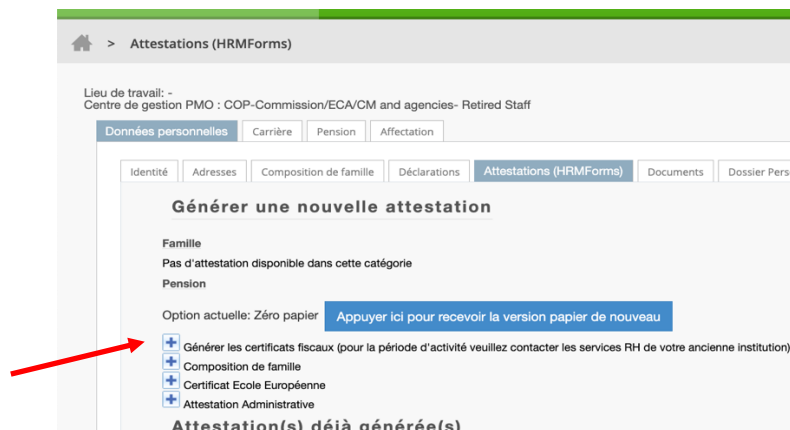 > Attestations (HRMForms)
Lieu de travail: -
Centre de gestion PMO : COP-Commission/ECA/CM and agencies- Retired Staff
Données personnelles Carrière Pension Affectation
Identité Adresses Composition de famille Déclarations Attestations (HRMForms) Documents Dossier
Générer une nouvelle attestation
Famille
Pas d'attestation disponible dans cette catégorie
Pension
Option actuelle: Zéro papier Appuyer ici pour recevoir la version papier de nouveau
Générer les certificats fiscaux (pour la période d'activité veuillez contacter les services RH de votre ancienne institution)
Composition de famille
Certificat Ecole Européenne
Attestation Administrative
Attestation(s) déjà générée(s)